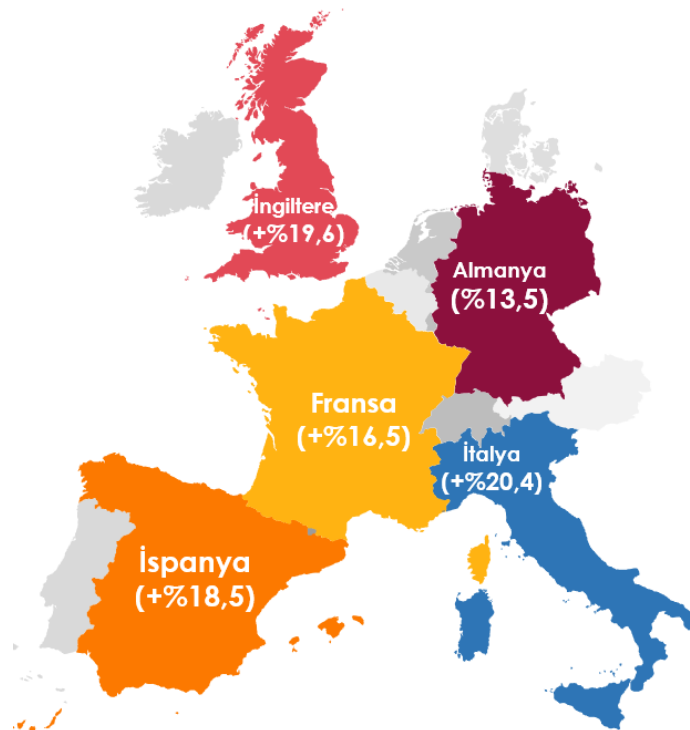 İngiltere
(+%19,6)
Almanya
(%13,5)
Fransa
(+%16,5)
İtalya
(+%20,4)
İspanya
(+%18,5)